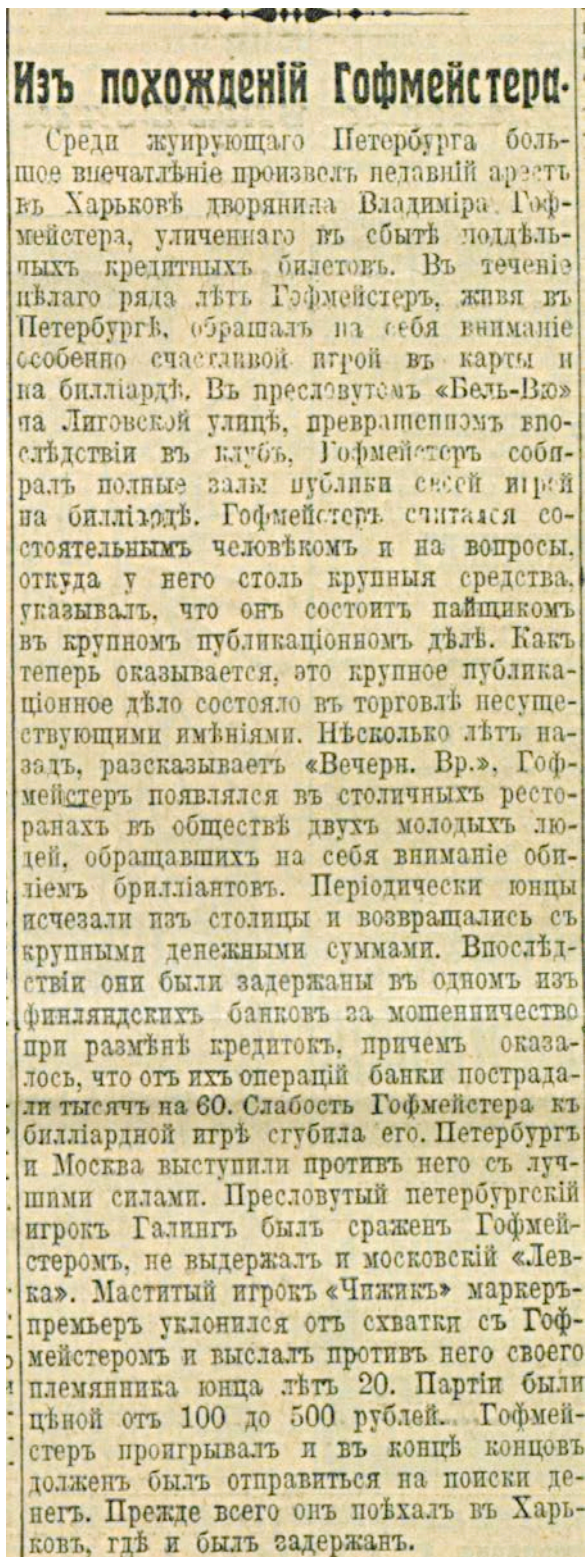 Изъ похожденій Гофмейстера.
Среди жуирующаго Петербурга боль-
шое впечатлѣніе произвелъ недавній арестъ
въ Харьковѣ дворянина Владиміра Гоф-
мейстера, уличеннаго въ сбытѣ поддѣль-
ныхъ кредитныхъ билетовъ. Въ теченіе
цѣлаго ряда лѣтъ Гофмейстеръ, живя въ
Петербургѣ, обращалъ на себя вниманіе
особенно счастливой игрой въ карты и
на билліардѣ. Въ пресловутомъ «Бель-Вю»
на Лиговской улицѣ, превращенномъ впо-
слѣдствіи въ клубъ, Гофмейстеръ соби-
ралъ полные залы публики своей игрой
на билліардѣ. Гофмейстеръ считался со-
стоятельнымъ человѣкомъ и на вопросы,
откуда у него столь крупныя средства,
указывалъ, что онъ состоитъ пайщикомъ
въ крупномъ публикаціонномъ дѣлѣ. Какъ
теперь оказывается, это крупное публика-
ціонное дѣло состояло въ торговлѣ несуще-
ствующими имѣніями. Нѣсколько лѣтъ на-
задъ, разсказываетъ «Вечерн. Вр.», Гоф-
мейстеръ появлялся въ столичныхъ ресто-
ранахъ въ обществѣ двухъ молодыхъ лю-
дей, обращавшихъ на себя вниманіе оби-
ліемъ брилліантовъ. Періодически юнцы
исчезали изъ столицы и возвращались съ
крупными денежными суммами. Впослѣд-
ствіи они были задержаны въ одномъ изъ
финляндскихъ банковъ за мошенничество
при размѣнѣ кредитокъ, причемъ оказа-
лось, что отъ ихъ операцій банки пострада-
ли тысячъ на 60. Слабость Гофмейстера къ
билліардной игрѣ сгубила его. Петербургъ
и Москва выступили противъ него съ луч-
шими силами. Пресловутый петербургскій
игрокъ Галингъ былъ сраженъ Гофмей-
стеромъ, не выдержалъ и московскій «Лев-
ка». Маститый игрокъ «Чижикъ» маркеръ-
премьеръ уклонился отъ схватки съ Гоф-
мейстеромъ и выслалъ противъ него своего
племянника юнца лѣтъ 20. Партіи были
цѣной отъ 100 до 500 рублей. Гофмей-
стеръ проигрывалъ и въ концѣ концовъ
долженъ былъ отправиться на поиски де-
негъ. Прежде всего онъ поѣхалъ въ Харь-
ковъ, гдѣ и былъ задержанъ.